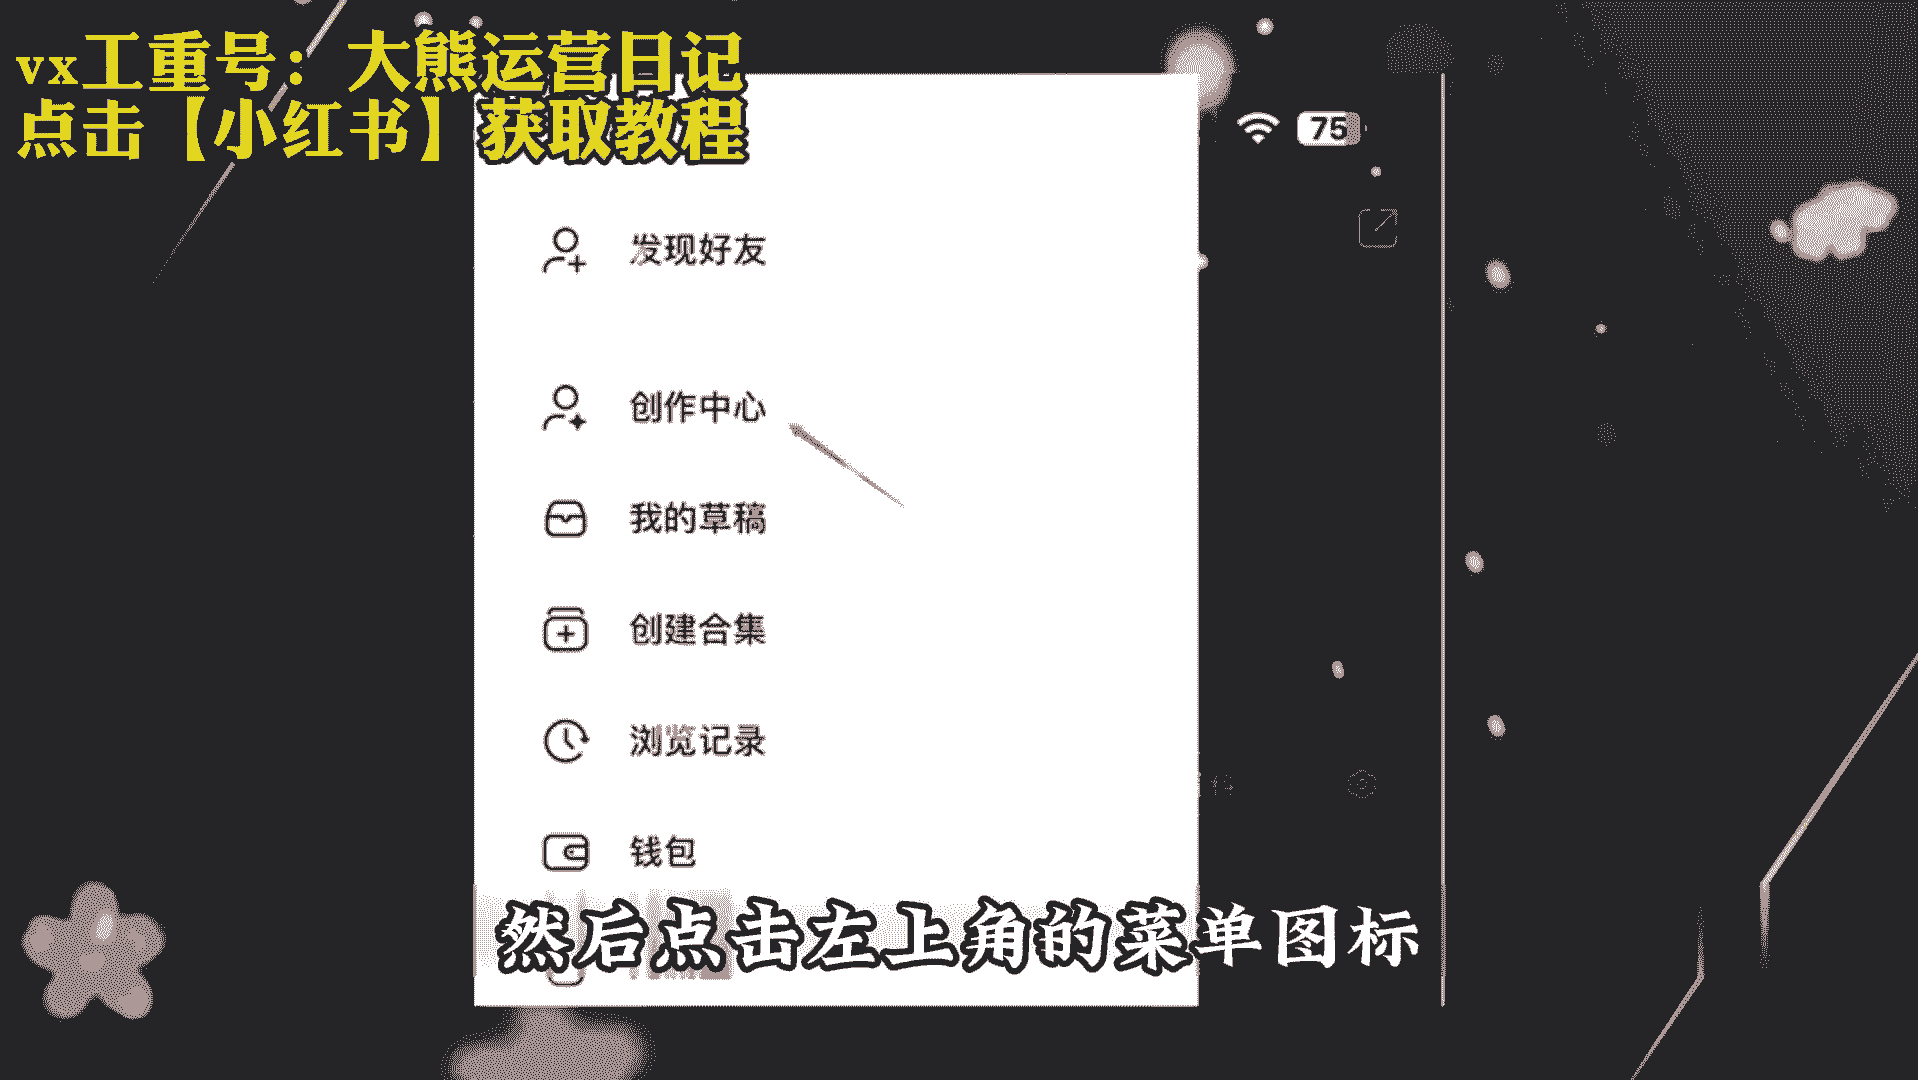 vx工重号：大熊运营日记
点击【小红书】获取教程
75
发现好友
创作中心
我的草稿
创建合集
浏览记录
钱包
然后点击左上角的菜单图标